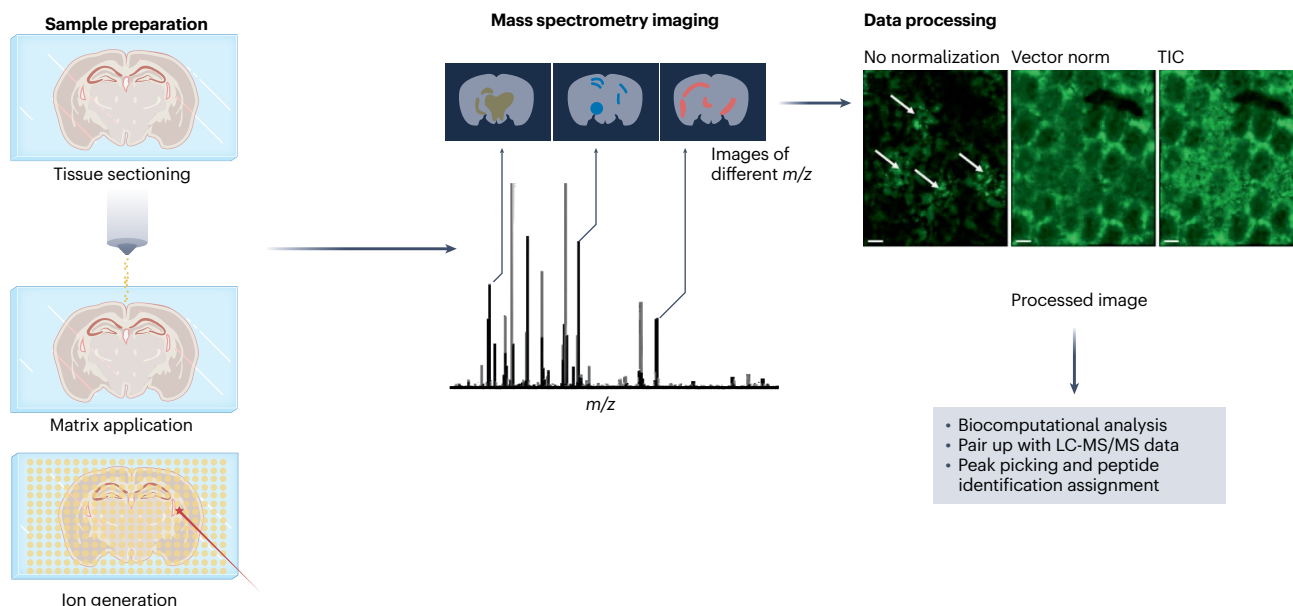 Sample preparation
Tissue sectioning
Matrix application
Ion generation
Mass spectrometry imaging
Images of
different m/z
m/z
Data processing
No normalization
Vector norm
TIC
Processed image
• Biocomputational analysis
• Pair up with LC-MS/MS data
• Peak picking and peptide
identification assignment